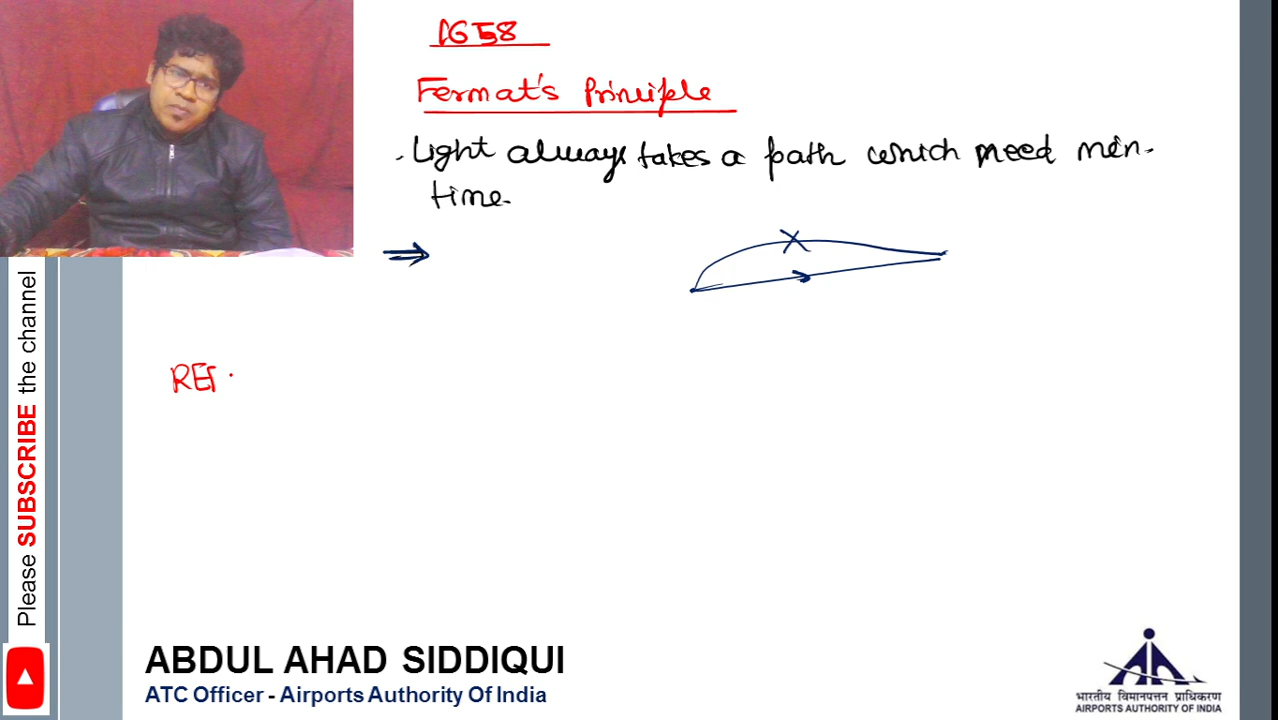 1658
Fermat's Principle
. Light always takes a path which need min.
time.
⇒
REF.
Please SUBSCRIBE the channel
ABDUL AHAD SIDDIQUI
ATC Officer - Airports Authority Of India
भारतीय विमानपत्तन प्राधिकरण
AIRPORTS AUTHORITY OF INDIA